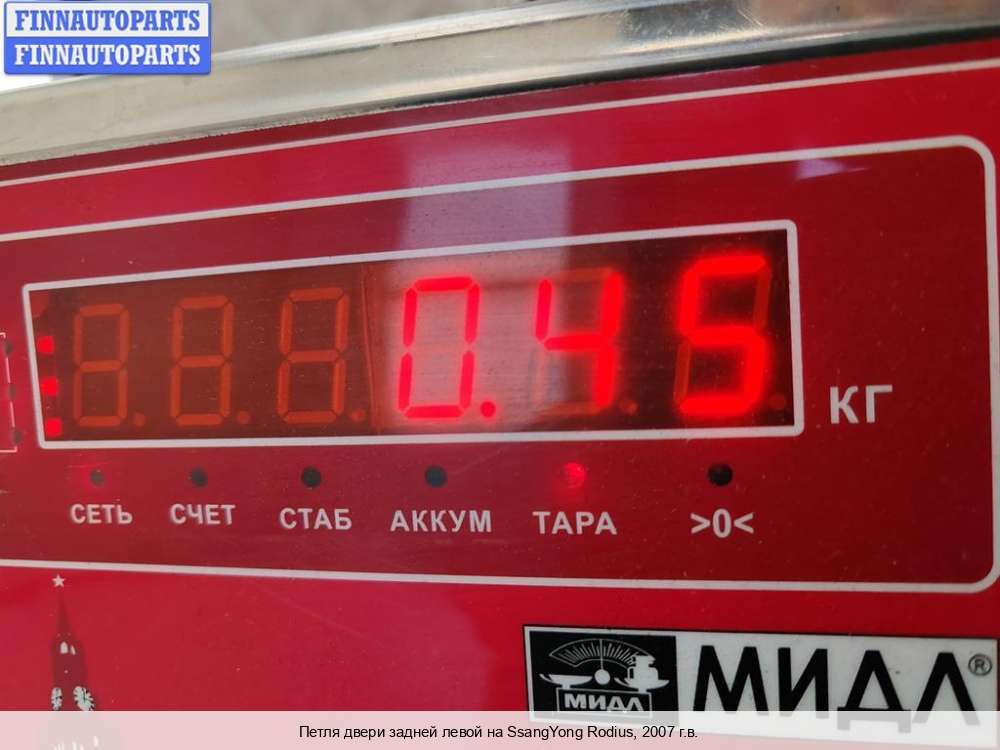 FINNAUTOPARTS
FINNAUTOPARTS
0.45
КГ
СЕТЬ СЧЕТ СТАБ АККУМ ТАРА >0<
МИДЛ
МИДЛ®
Петля двери задней левой на SsangYong Rodius, 2007 г.в.